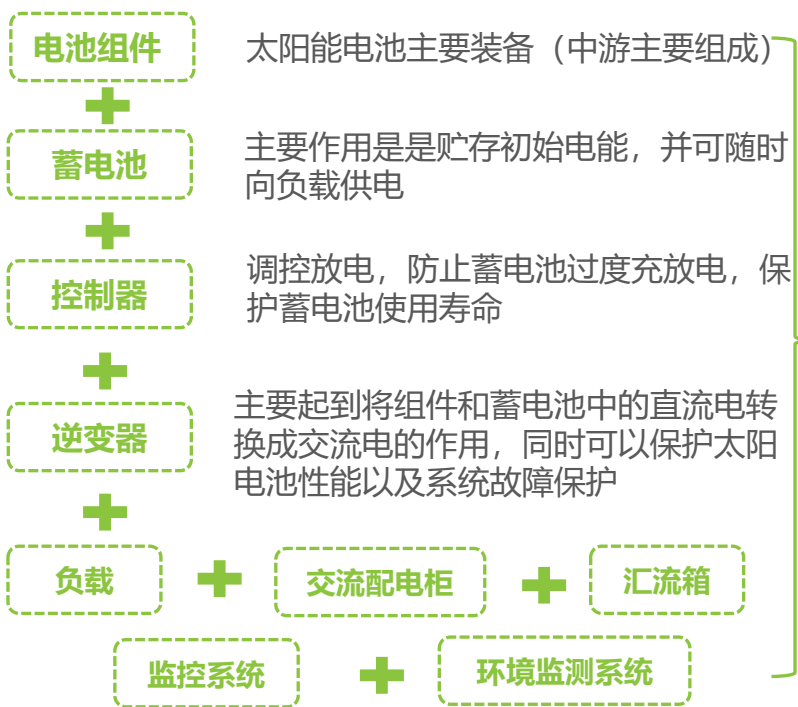 电池组件
太阳能电池主要装备（中游主要组成）
蓄电池
主要作用是是贮存初始电能，并可随时
向负载供电
控制器
调控放电，防止蓄电池过度充放电，保
护蓄电池使用寿命
逆变器
主要起到将组件和蓄电池中的直流电转
换成交流电的作用，同时可以保护太阳
电池性能以及系统故障保护
负载
交流配电柜
汇流箱
监控系统
环境监测系统